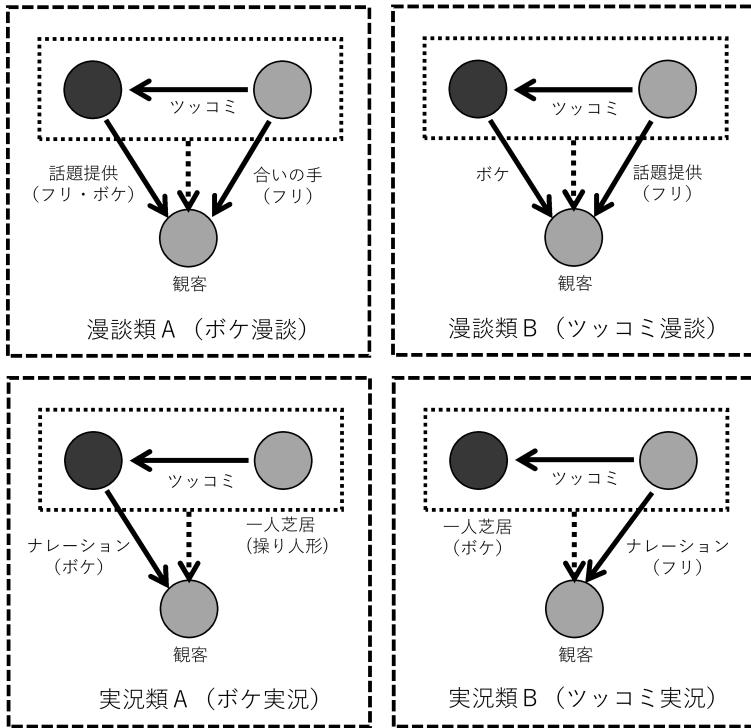 ツッコミ
話題提供
(フリ・ボケ)
合いの手
(フリ)
観客
漫談類A (ボケ漫談)
ツッコミ
ボケ
話題提供
(フリ)
観客
漫談類B (ツッコミ漫談)
ツッコミ
ナレーション
(ボケ)
一人芝居
(操り人形)
観客
実況類A (ボケ実況)
ツッコミ
一人芝居
(ボケ)
ナレーション
(フリ)
観客
実況類B (ツッコミ実況)